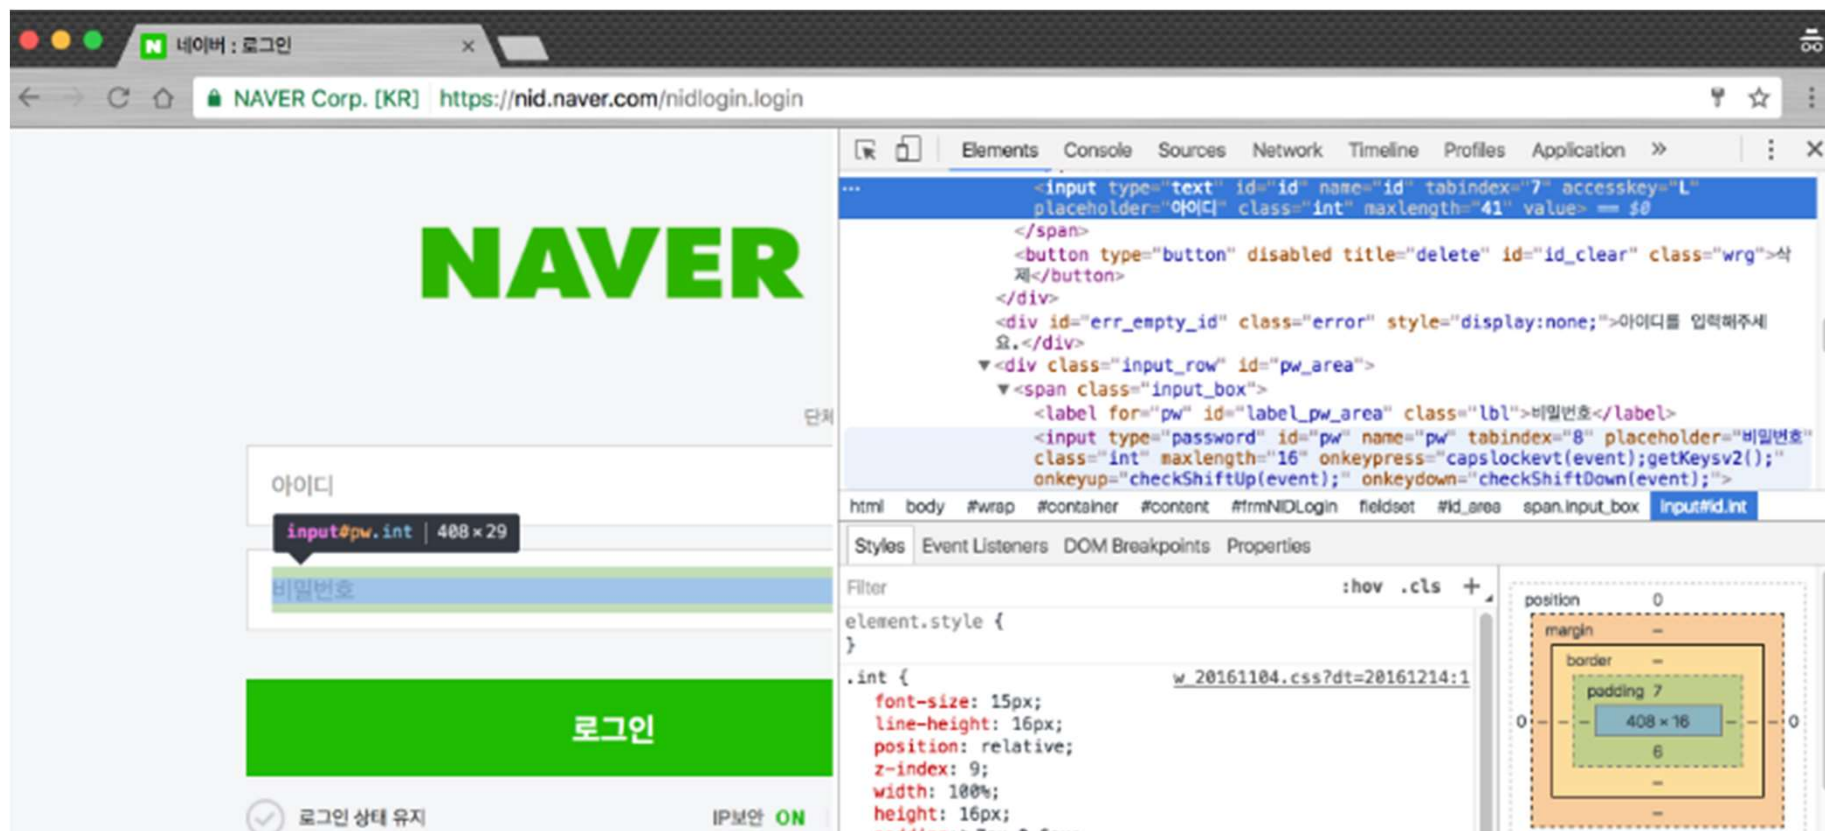 네이버 : 로그인
NAVER Corp. [KR] https://nid.naver.com/nidlogin.login
NAVER
단체
아이디
input#pw.int 408×29
비밀번호
로그인
로그인 상태 유지
IP보안 ON
Elements Console Sources Network Timeline Profiles Application »
<input type="text" id="id" name="id" tabindex="7" accesskey="L"
placeholder="아이디" class="int" maxlength="41" value> == $0
</span>
<button type="button" disabled title="delete" id="id_clear" class="wrg">삭
제</button>
</div>
<div id="err_empty_id" class="error" style="display:none;">아이디를 입력해주세
요.</div>
▼<div class="input_row" id="pw_area">
▼<span class="input_box">
<label for="pw" id="label_pw_area" class="lbl">비밀번호</label>
<input type="password" id="pw" name="pw" tabindex="8" placeholder="비밀번호"
class="int" maxlength="16" onkeypress="capslockevt(event);getKeysv2();"
onkeyup="checkShiftUp(event);" onkeydown="checkShiftDown(event);">
html body #wrap #container #content #frmNIDLogin fieldset #id_area span.input_box input#id.int
Styles Event Listeners DOM Breakpoints Properties
Filter :hov .cls +
element.style {
}
.int { w_20161104.css?dt=20161214:1
font-size: 15px;
line-height: 16px;
position: relative;
z-index: 9;
width: 100%;
height: 16px;
position 0
margin –
border –
padding 7
0 – – 408 × 16 – – 0
6
–
–